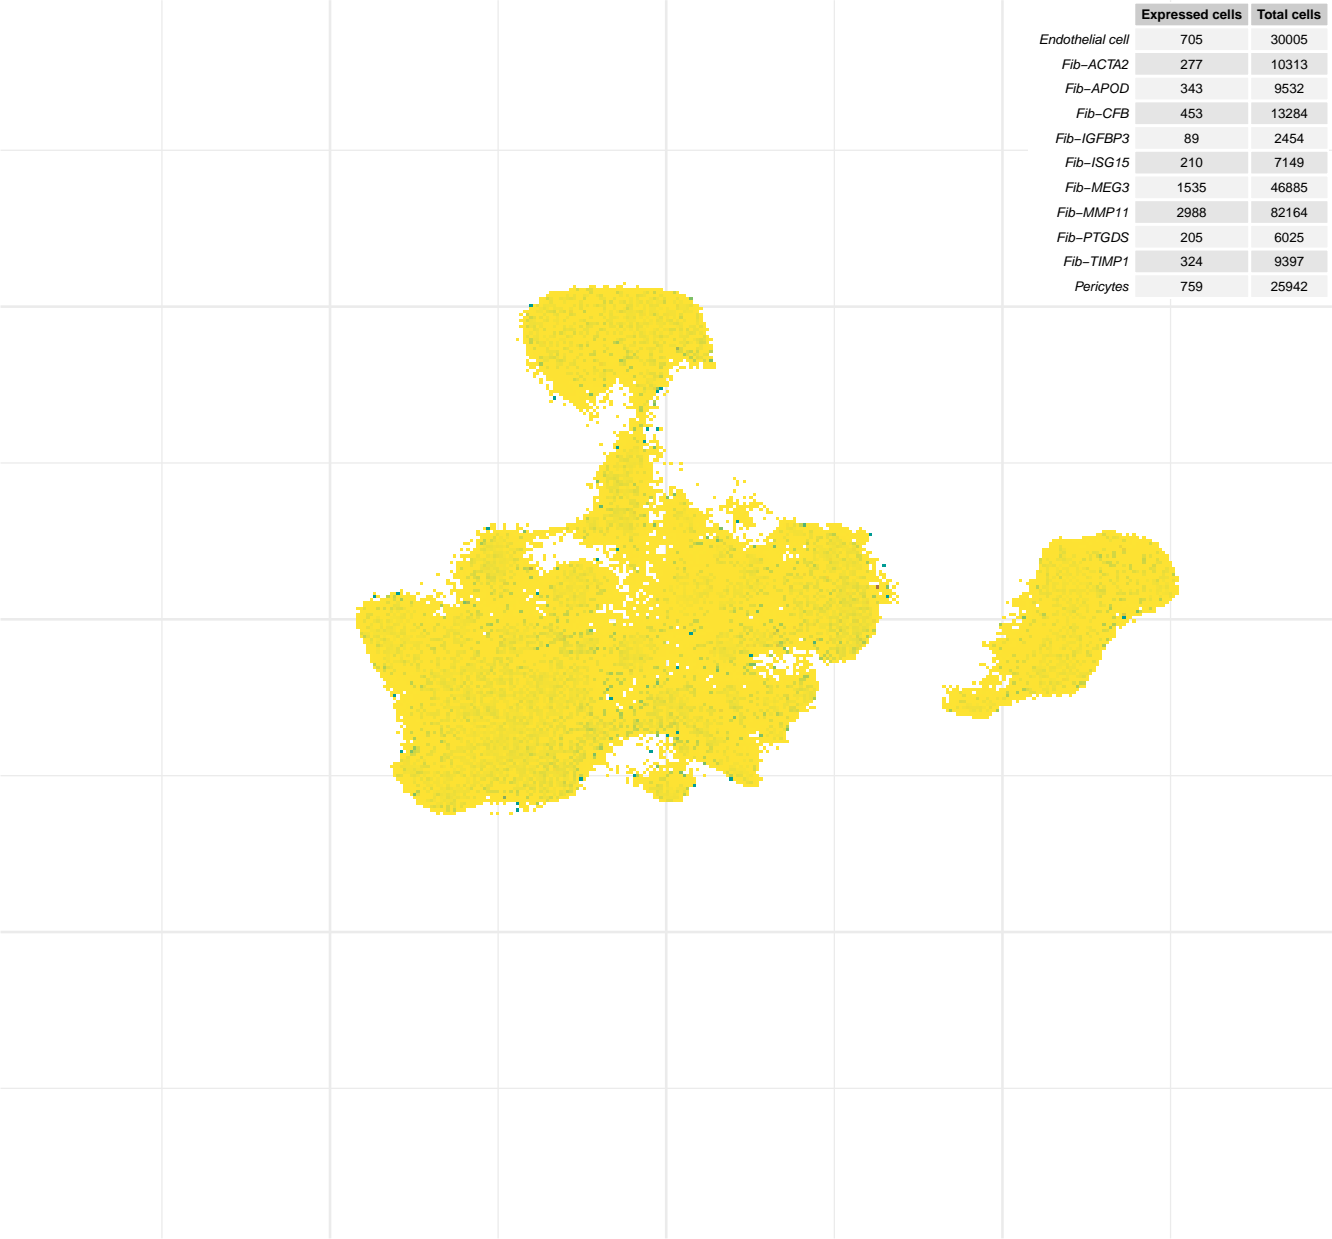 Expressed cells Total cells
Endothelial cell 705 30005
Fib−ACTA2 277 10313
Fib−APOD 343 9532
Fib−CFB 453 13284
Fib−IGFBP3 89 2454
Fib−ISG15 210 7149
Fib−MEG3 1535 46885
Fib−MMP11 2988 82164
Fib−PTGDS 205 6025
Fib−TIMP1 324 9397
Pericytes 759 25942